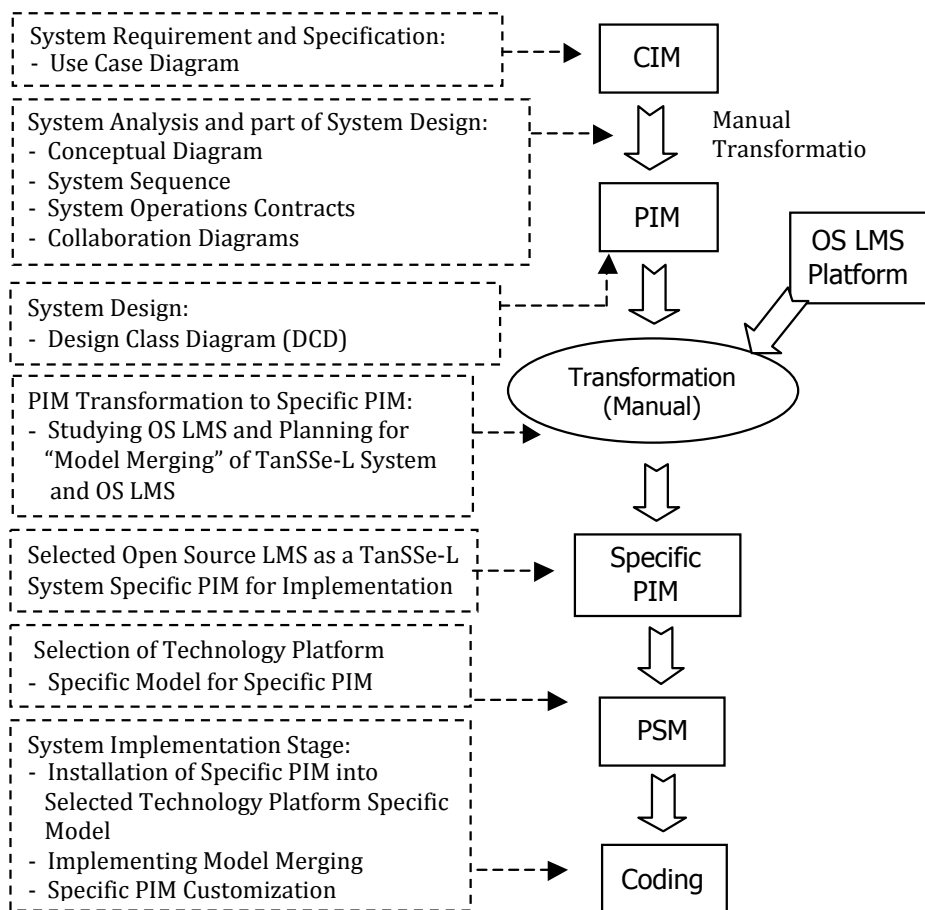 System Requirement and Specification:
- Use Case Diagram
CIM
System Analysis and part of System Design:
- Conceptual Diagram
- System Sequence
- System Operations Contracts
- Collaboration Diagrams
Manual
Transformatio
PIM
OS LMS
Platform
System Design:
- Design Class Diagram (DCD)
Transformation
(Manual)
PIM Transformation to Specific PIM:
- Studying OS LMS and Planning for
“Model Merging” of TanSSe-L System
and OS LMS
Selected Open Source LMS as a TanSSe-L
System Specific PIM for Implementation
Specific
PIM
Selection of Technology Platform
- Specific Model for Specific PIM
PSM
System Implementation Stage:
- Installation of Specific PIM into
Selected Technology Platform Specific
Model
- Implementing Model Merging
- Specific PIM Customization
Coding